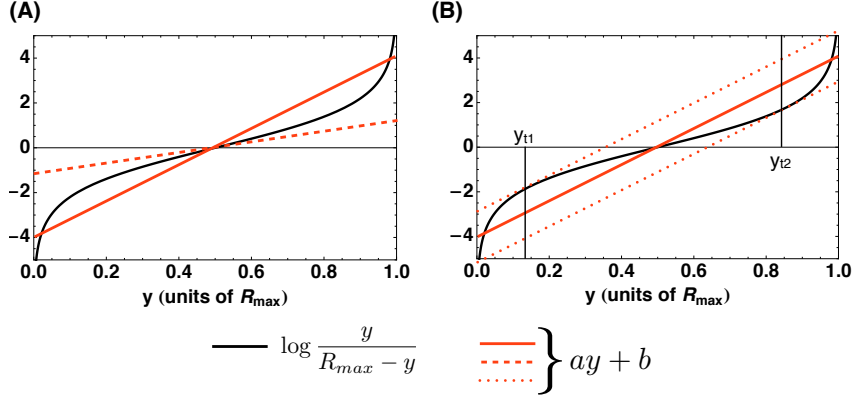 (A)
4
2
0
−2
−4
0.0 0.2 0.4 0.6 0.8 1.0
y (units of R_max)
(B)
4
2
0
−2
−4
y_t1
y_t2
0.0 0.2 0.4 0.6 0.8 1.0
y (units of R_max)
log y / (R_max − y)
} ay + b